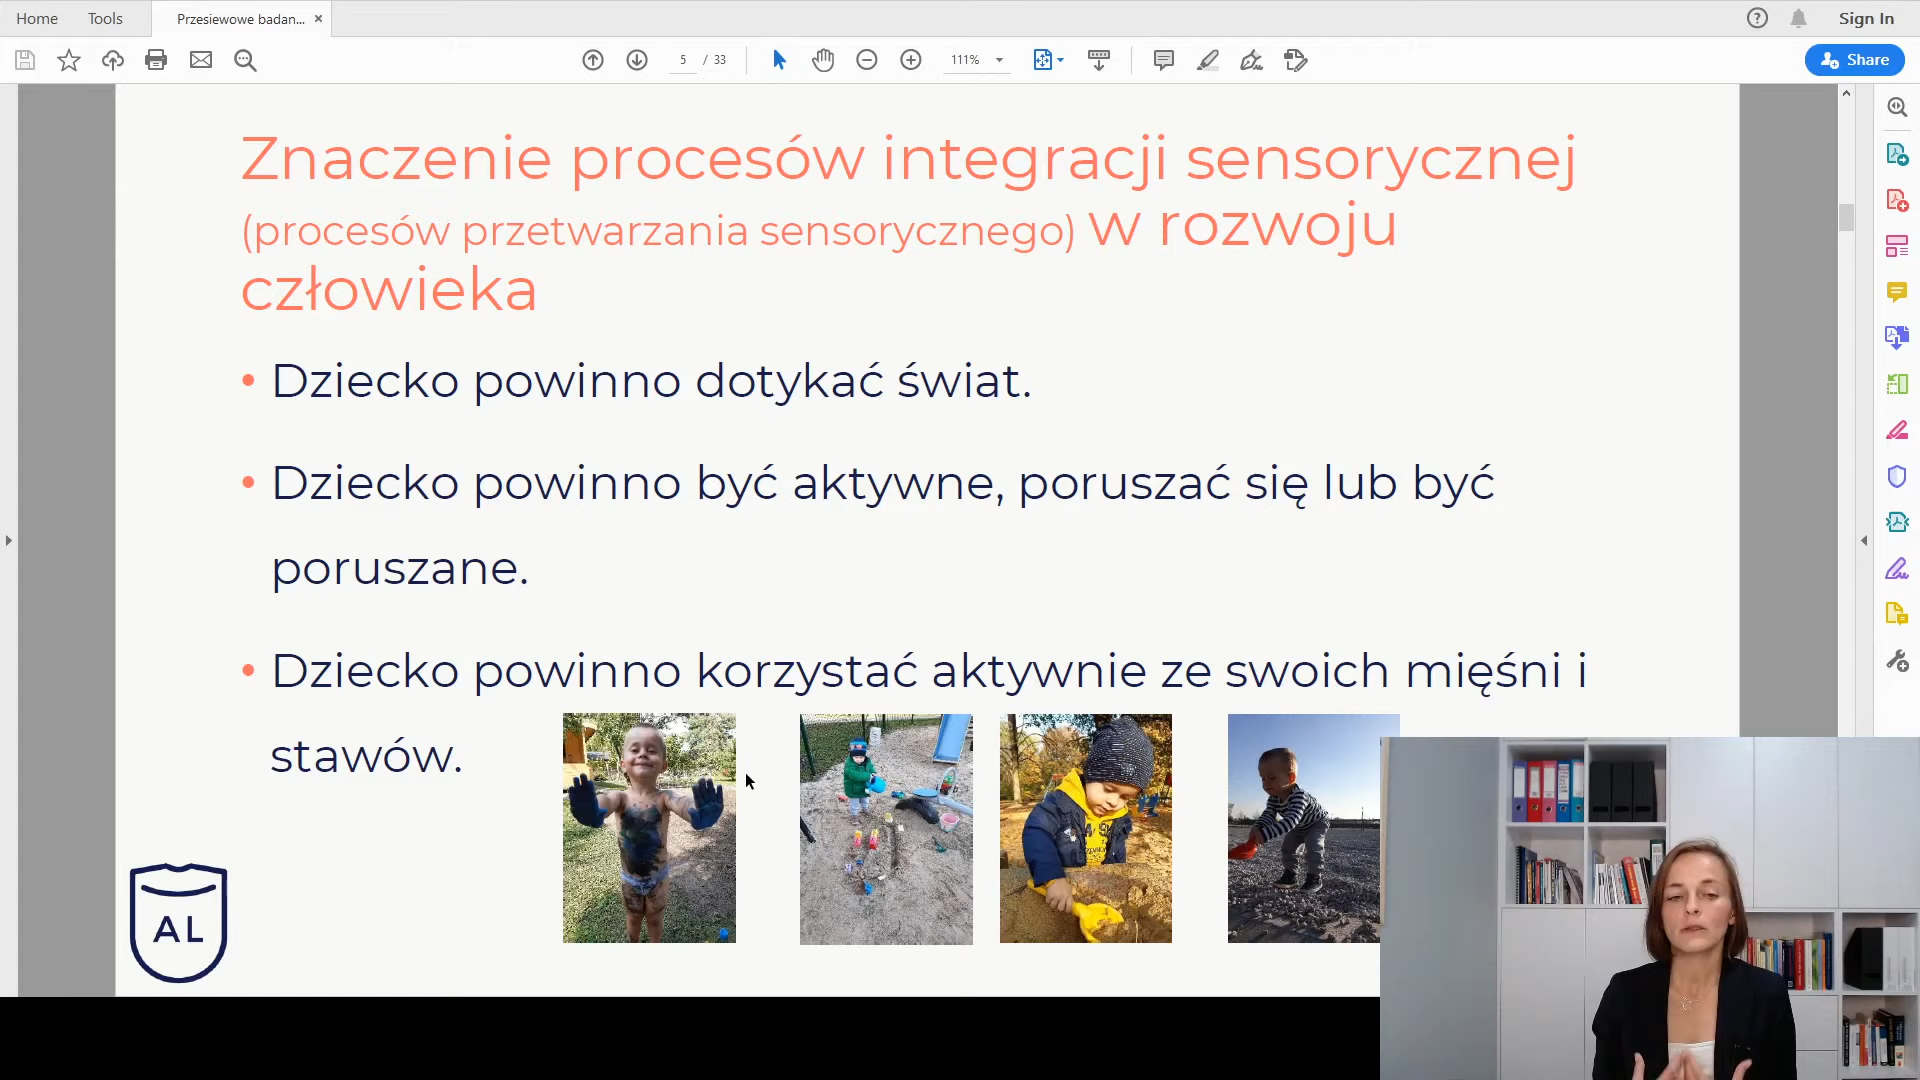 Home
Tools
Przesiewowe badan...
Sign In
5 / 33
111%
Share
Znaczenie procesów integracji sensorycznej
(procesów przetwarzania sensorycznego) w rozwoju
człowieka
• Dziecko powinno dotykać świat.
• Dziecko powinno być aktywne, poruszać się lub być
poruszane.
• Dziecko powinno korzystać aktywnie ze swoich mięśni i
stawów.
AL